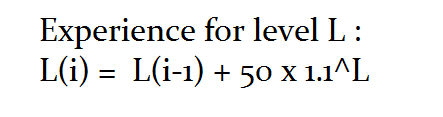 Experience for level L :
L(i) = L(i-1) + 50 x 1.1^L